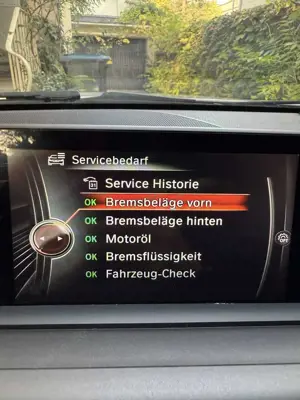 Servicebedarf
Service Historie
OK Bremsbeläge vorn
OK Bremsbeläge hinten
OK Motoröl
OK Bremsflüssigkeit
OK Fahrzeug-Check